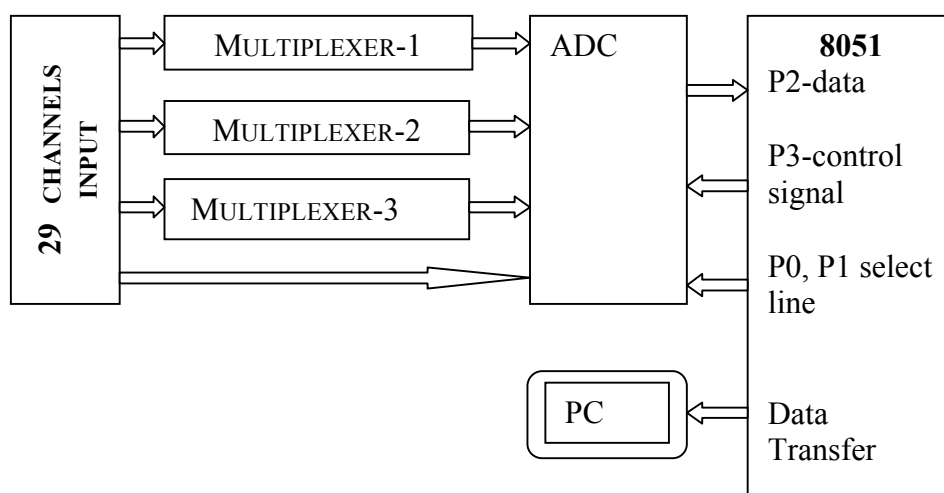 29 CHANNELS
INPUT
MULTIPLEXER-1
MULTIPLEXER-2
MULTIPLEXER-3
ADC
8051
P2-data
P3-control
signal
P0, P1 select
line
Data
Transfer
PC